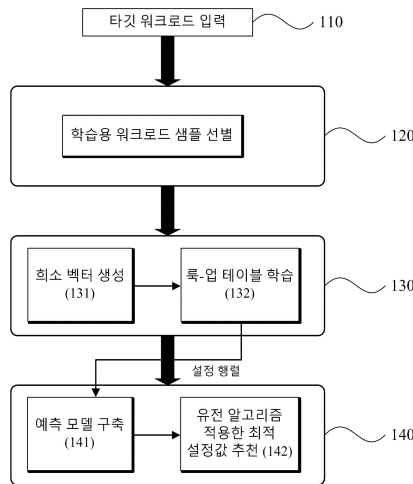 타깃 워크로드 입력
110
학습용 워크로드 샘플 선별
120
희소 벡터 생성
(131)
룩-업 테이블 학습
(132)
130
설정 행렬
예측 모델 구축
(141)
유전 알고리즘
적용한 최적
설정값 추천 (142)
140